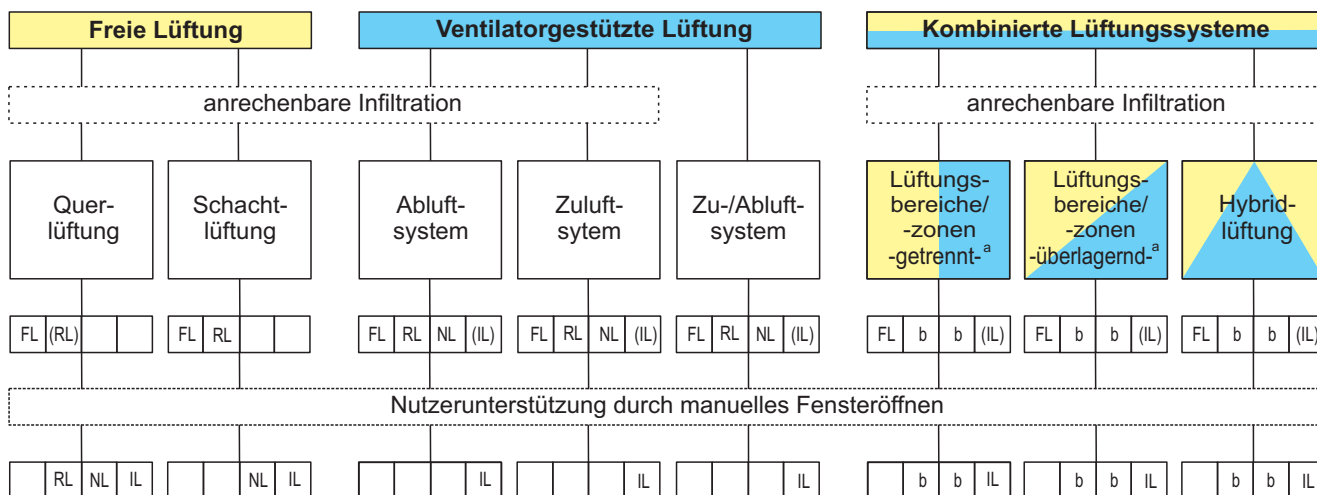 Freie Lüftung Ventilatorgestützte Lüftung Kombinierte Lüftungssysteme
anrechenbare Infiltration anrechenbare Infiltration
Quer-
lüftung
Schacht-
lüftung
Abluft-
system
Zuluft-
sytem
Zu-/Abluft-
system
Lüftungs-
bereiche/
-zonen
-getrennt-a
Lüftungs-
bereiche/
-zonen
-überlagernd-a
Hybrid-
lüftung
FL (RL) FL RL FL RL NL (IL) FL RL NL (IL) FL RL NL (IL) FL b b (IL) FL b b (IL) FL b b (IL)
Nutzerunterstützung durch manuelles Fensteröffnen
RL NL IL NL IL IL IL IL b b IL b b IL b b IL